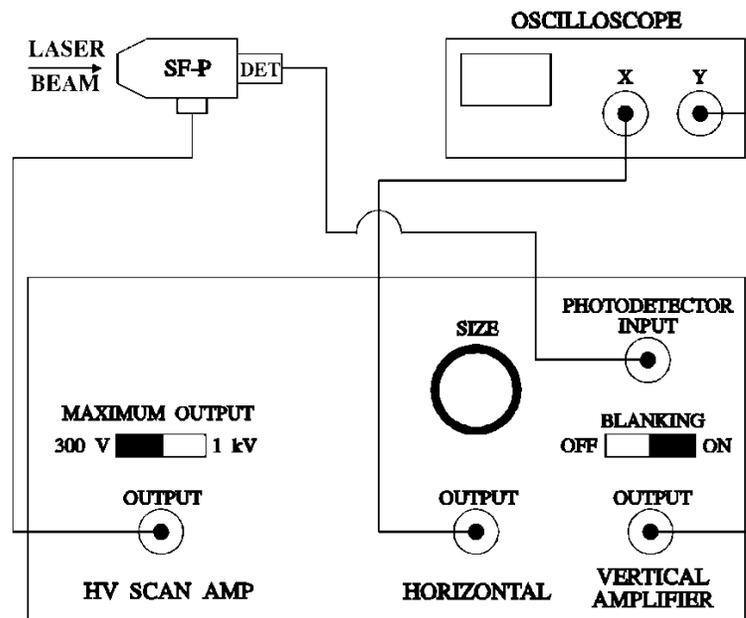 OSCILLOSCOPE
LASER
BEAM
SF-P
DET
X
Y
PHOTODETECTOR
INPUT
SIZE
MAXIMUM OUTPUT
300 V
1 kV
BLANKING
OFF
ON
OUTPUT
OUTPUT
OUTPUT
HV SCAN AMP
HORIZONTAL
VERTICAL
AMPLIFIER